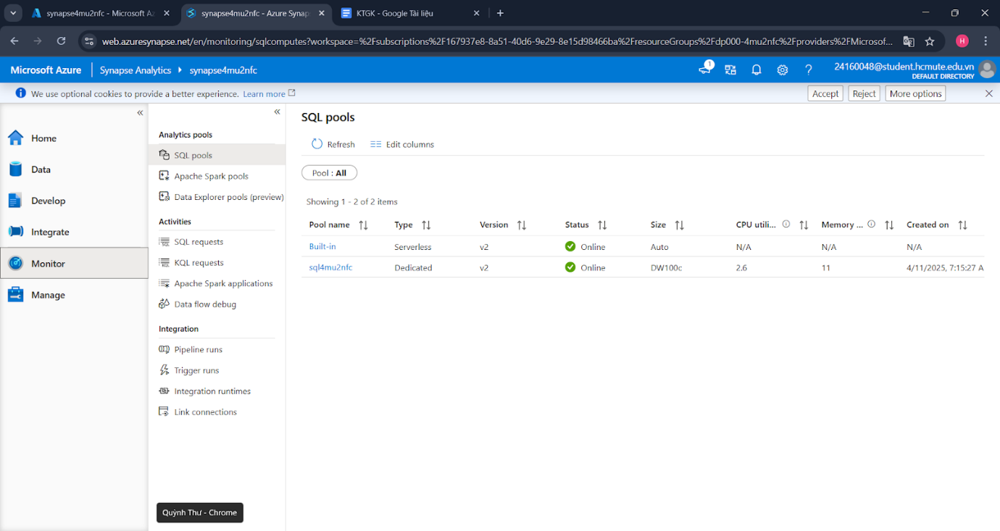 synapse4mu2nfc - Microsoft Az
synapse4mu2nfc - Azure Synap
KTGK - Google Tài liệu
web.azuresynapse.net/en/monitoring/sqlcomputes?workspace=%2Fsubscriptions%2F167937e8-8a51-40d6-9e29-8e15d98466ba%2FresourceGroups%2Fdp000-4mu2nfc%2Fproviders%2FMicrosof...
H
Microsoft Azure
Synapse Analytics
synapse4mu2nfc
1
24160048@student.hcmute.edu.vn
DEFAULT DIRECTORY
We use optional cookies to provide a better experience. Learn more
Accept
Reject
More options
Home
Data
Develop
Integrate
Monitor
Manage
Analytics pools
SQL pools
Apache Spark pools
Data Explorer pools (preview)
Activities
SQL requests
KQL requests
Apache Spark applications
Data flow debug
Integration
Pipeline runs
Trigger runs
Integration runtimes
Link connections
Quỳnh Thư - Chrome
SQL pools
Refresh
Edit columns
Pool : All
Showing 1 - 2 of 2 items
Pool name Type Version Status Size CPU utili... Memory ... Created on
Built-in Serverless v2 Online Auto N/A N/A N/A
sql4mu2nfc Dedicated v2 Online DW100c 2.6 11 4/11/2025, 7:15:27 A